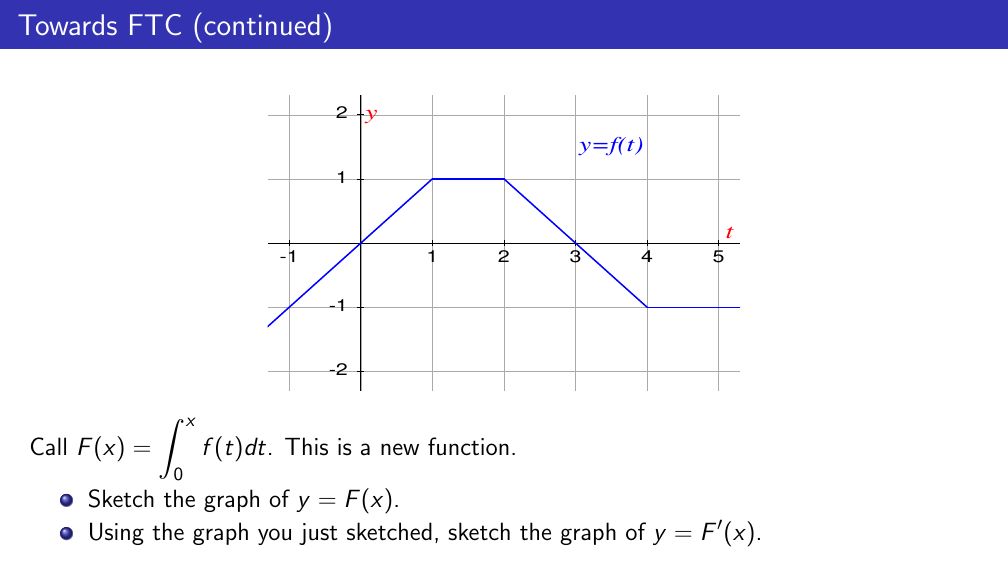 Towards FTC (continued)
2
y
y=f(t)
1
t
-1
1
2
3
4
5
-1
-2
Call F(x) = ∫₀ˣ f(t)dt. This is a new function.
Sketch the graph of y = F(x).
Using the graph you just sketched, sketch the graph of y = F′(x).